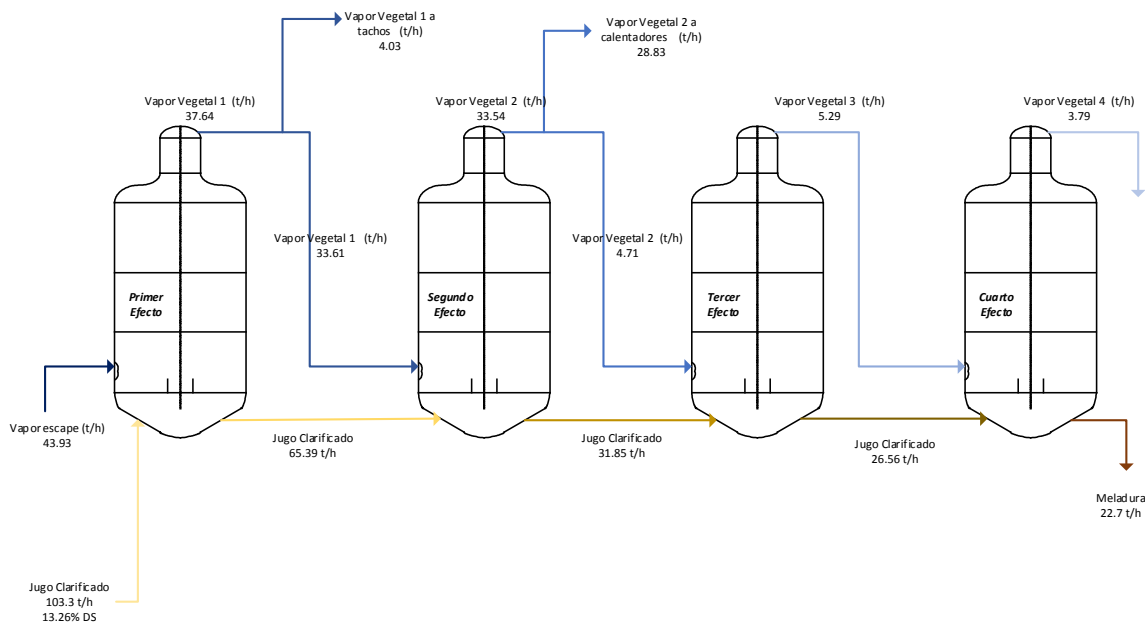 Vapor Vegetal 1 a
tachos (t/h)
4.03
Vapor Vegetal 2 a
calentadores (t/h)
28.83
Vapor Vegetal 1 (t/h)
37.64
Vapor Vegetal 2 (t/h)
33.54
Vapor Vegetal 3 (t/h)
5.29
Vapor Vegetal 4 (t/h)
3.79
Vapor Vegetal 1 (t/h)
33.61
Vapor Vegetal 2 (t/h)
4.71
Primer
Efecto
Segundo
Efecto
Tercer
Efecto
Cuarto
Efecto
Vapor escape (t/h)
43.93
Jugo Clarificado
65.39 t/h
Jugo Clarificado
31.85 t/h
Jugo Clarificado
26.56 t/h
Meladura
22.7 t/h
Jugo Clarificado
103.3 t/h
13.26% DS